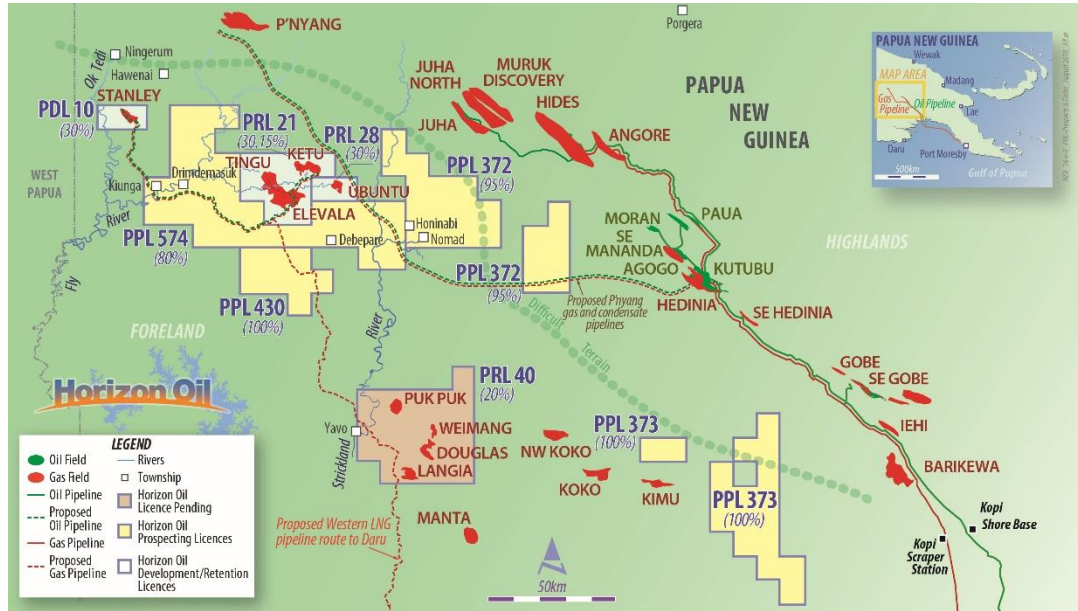 P'NYANG
Ningerum
Ok Tedi
Hawenai
STANLEY
PDL 10
(30%)
PRL 21
(30.15%)
TINGU
KETU
PRL 28
(30%)
UBUNTU
ELEVALA
WEST
PAPUA
Kiunga
Drimdemasuk
River
Fly
PPL 574
(80%)
Debepare
Honinabi
Nomad
PPL 372
(95%)
PPL 372
(95%)
PPL 430
(100%)
FORELAND
JUHA
NORTH
JUHA
MURUK
DISCOVERY
HIDES
ANGORE
Porgera
PAPUA
NEW
GUINEA
PAPUA NEW GUINEA
Wewak
MAP AREA
Madang
Gas
Pipeline
Oil Pipeline
Lae
Daru
Port Moresby
500km
Gulf of Papua
MORAN
PAUA
SE
MANANDA
AGOGO
KUTUBU
HEDINIA
SE HEDINIA
HIGHLANDS
Proposed P'nyang
gas and condensate
pipelines
Difficult
Terrain
River
Strickland
Yavo
PRL 40
(20%)
PUK PUK
WEIMANG
DOUGLAS
LANGIA
MANTA
NW KOKO
KOKO
KIMU
PPL 373
(100%)
PPL 373
(100%)
GOBE
SE GOBE
IEHI
BARIKEWA
Kopi
Shore Base
Kopi
Scraper
Station
Proposed Western LNG
pipeline route to Daru
50km
Horizon Oil
LEGEND
Oil Field
Gas Field
Oil Pipeline
Proposed
Oil Pipeline
Gas Pipeline
Proposed
Gas Pipeline
Rivers
Township
Horizon Oil
Licence Pending
Horizon Oil
Prospecting Licences
Horizon Oil
Development/Retention
Licences